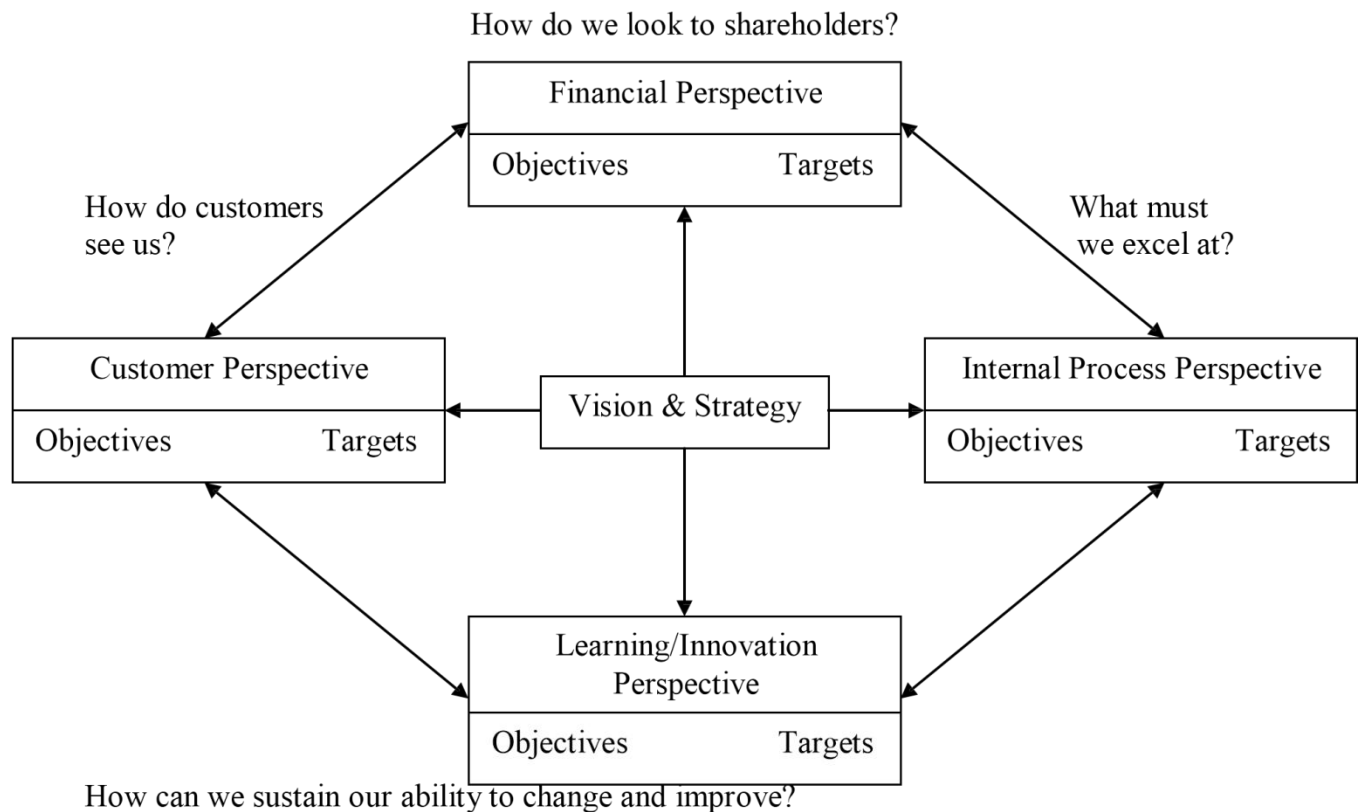 How do we look to shareholders?
Financial Perspective
Objectives Targets
How do customers
see us?
What must
we excel at?
Customer Perspective
Objectives Targets
Vision & Strategy
Internal Process Perspective
Objectives Targets
Learning/Innovation
Perspective
Objectives Targets
How can we sustain our ability to change and improve?